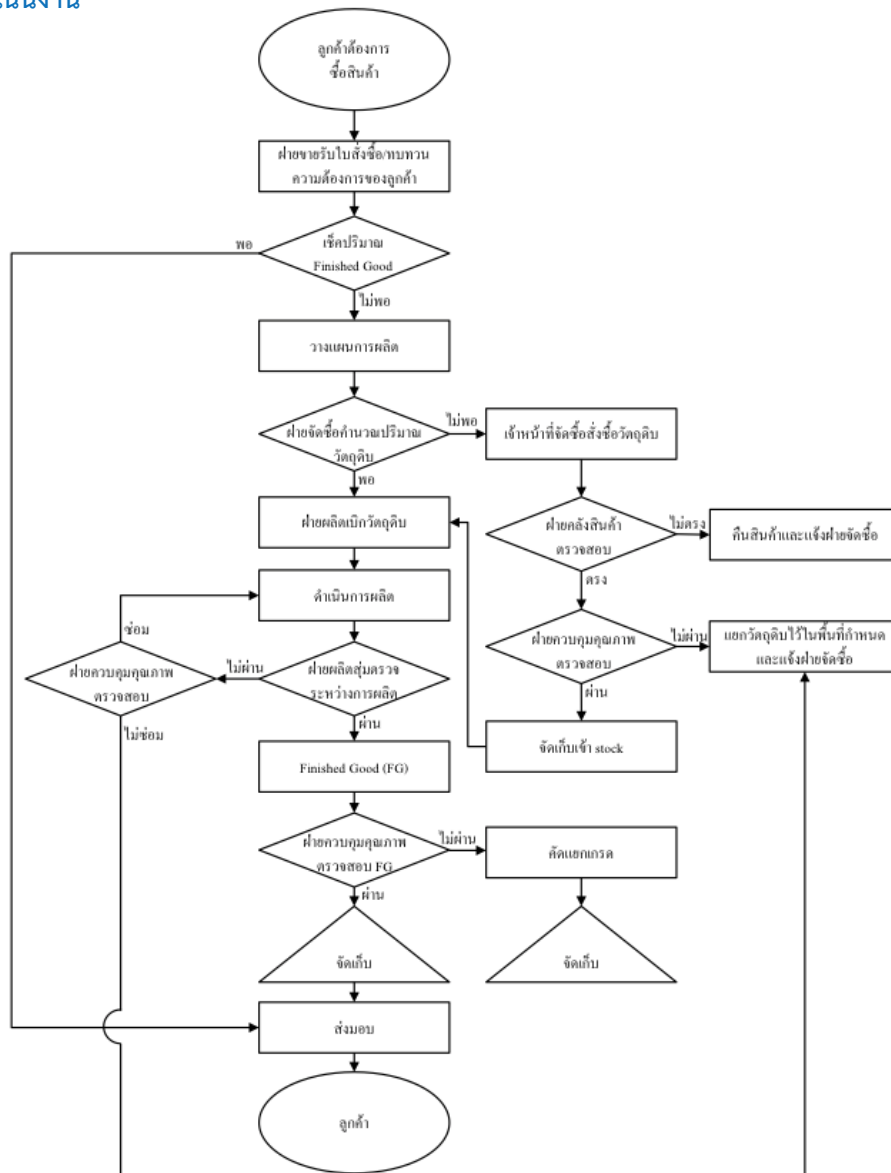 ลูกค้าต้องการ
ซื้อสินค้า
ฝ่ายขายรับใบสั่งซื้อ/ทบทวน
ความต้องการของลูกค้า
พอ
เช็คปริมาณ
Finished Good
ไม่พอ
วางแผนการผลิต
ฝ่ายจัดซื้อคำนวณปริมาณ
วัตถุดิบ
ไม่พอ
เจ้าหน้าที่จัดซื้อสั่งซื้อวัตถุดิบ
พอ
ฝ่ายผลิตเบิกวัตถุดิบ
ฝ่ายคลังสินค้า
ตรวจสอบ
ไม่ตรง
คืนสินค้าและแจ้งฝ่ายจัดซื้อ
ตรง
ดำเนินการผลิต
ซ่อม
ฝ่ายควบคุมคุณภาพ
ตรวจสอบ
ไม่ผ่าน
แยกวัตถุดิบไว้ในพื้นที่กำหนด
และแจ้งฝ่ายจัดซื้อ
ฝ่ายควบคุมคุณภาพ
ตรวจสอบ
ไม่ผ่าน
ฝ่ายผลิตสุ่มตรวจ
ระหว่างการผลิต
ผ่าน
ไม่ซ่อม
ผ่าน
จัดเก็บเข้า stock
Finished Good (FG)
ฝ่ายควบคุมคุณภาพ
ตรวจสอบ FG
ไม่ผ่าน
คัดแยกเกรด
ผ่าน
จัดเก็บ
จัดเก็บ
ส่งมอบ
ลูกค้า